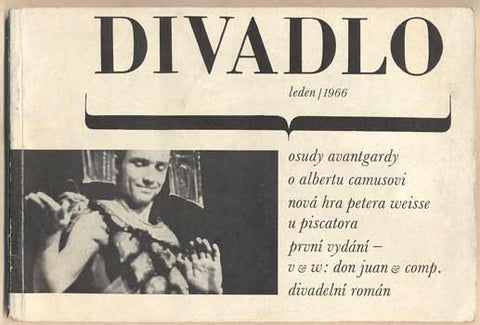 DIVADLO
leden/1966
osudy avantgardy
o albertu camusovi
nová hra petera weisse
u piscatora
první vydání –
v & w: don juan & comp.
divadelní román